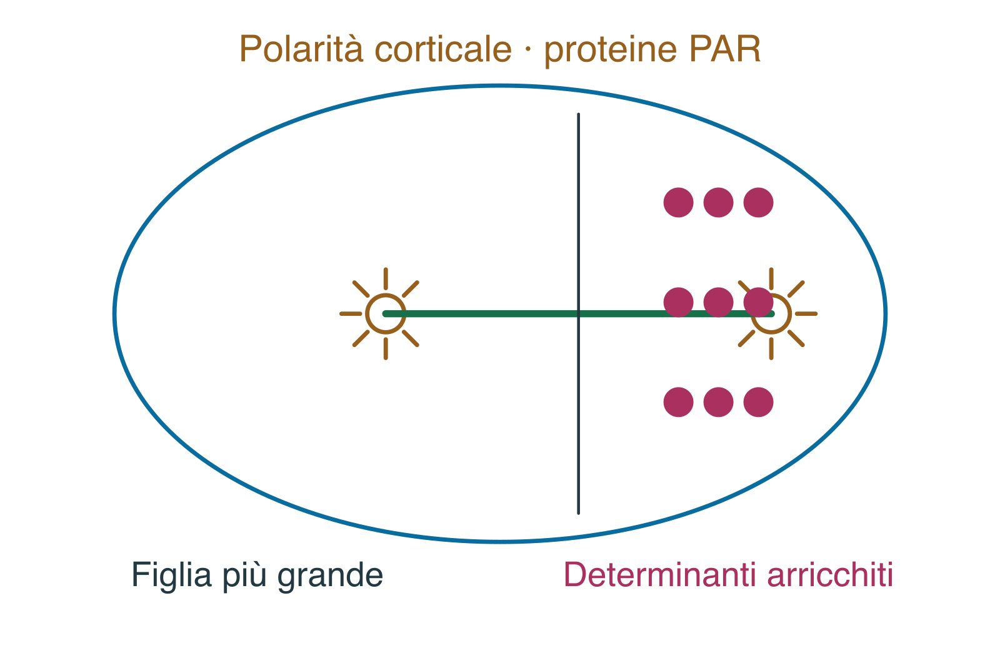 Polarità corticale · proteine PAR
Figlia più grande
Determinanti arricchiti